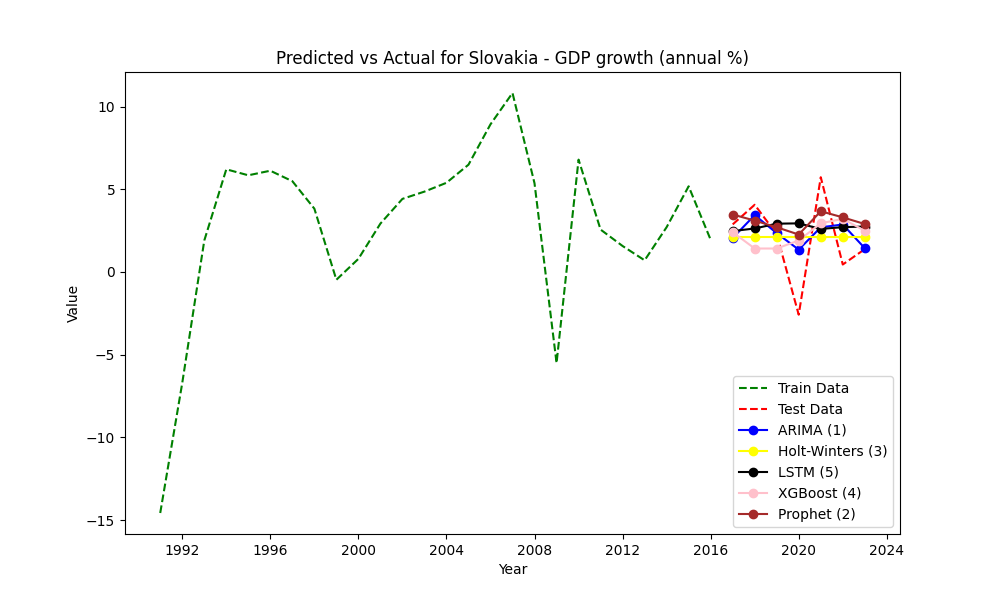 Predicted vs Actual for Slovakia - GDP growth (annual %)
Value
10
5
0
−5
−10
−15
1992 1996 2000 2004 2008 2012 2016 2020 2024
Year
Train Data
Test Data
ARIMA (1)
Holt-Winters (3)
LSTM (5)
XGBoost (4)
Prophet (2)